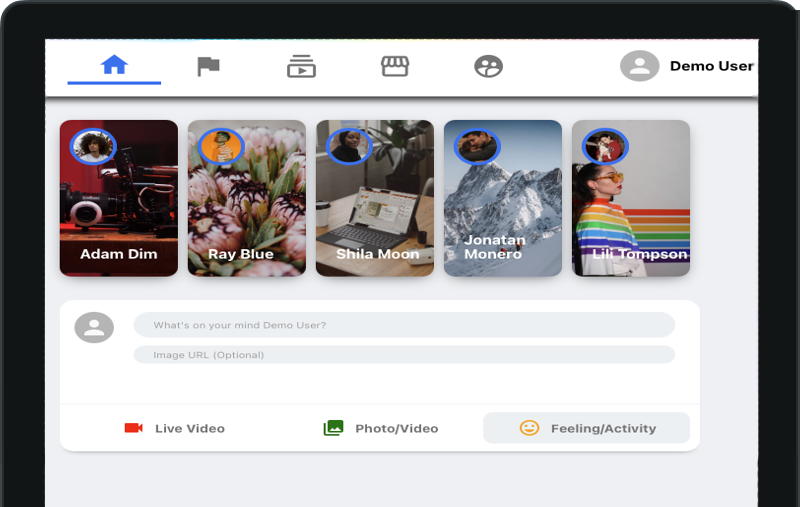 Demo User
Adam Dim
Ray Blue
Shila Moon
Jonatan
Monero
Lili Tompson
What's on your mind Demo User?
Image URL (Optional)
Live Video
Photo/Video
Feeling/Activity